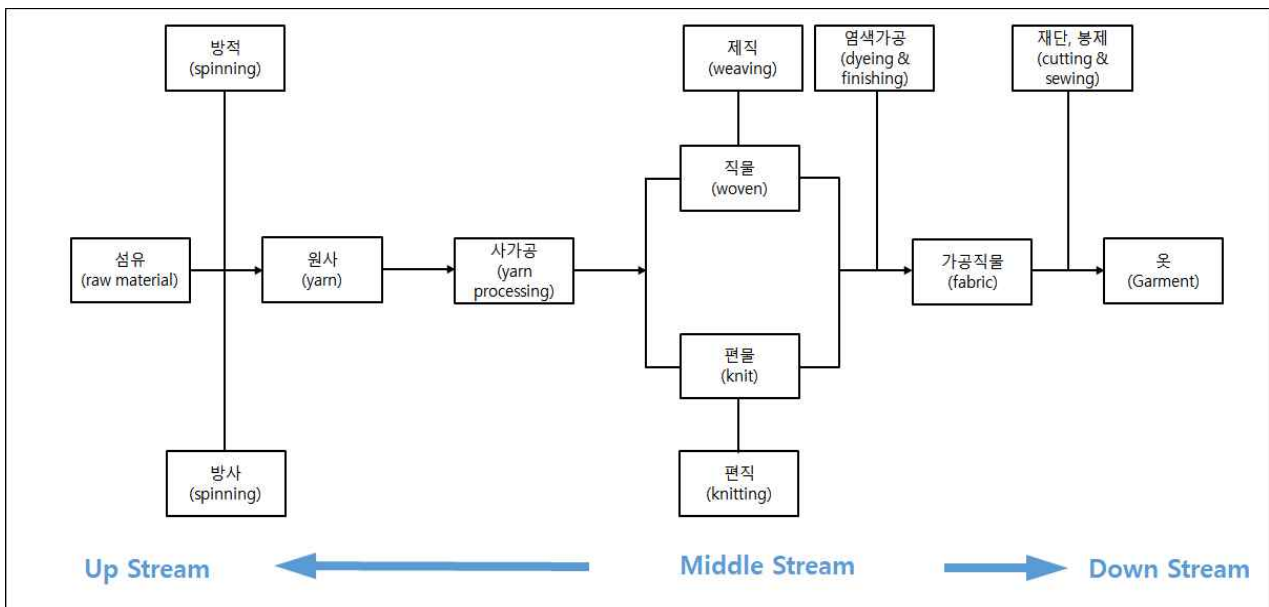 방적
(spinning)
제직
(weaving)
염색가공
(dyeing &
finishing)
재단, 봉제
(cutting &
sewing)
직물
(woven)
섬유
(raw material)
원사
(yarn)
사가공
(yarn
processing)
가공직물
(fabric)
옷
(Garment)
편물
(knit)
방사
(spinning)
편직
(knitting)
Up Stream
Middle Stream
Down Stream